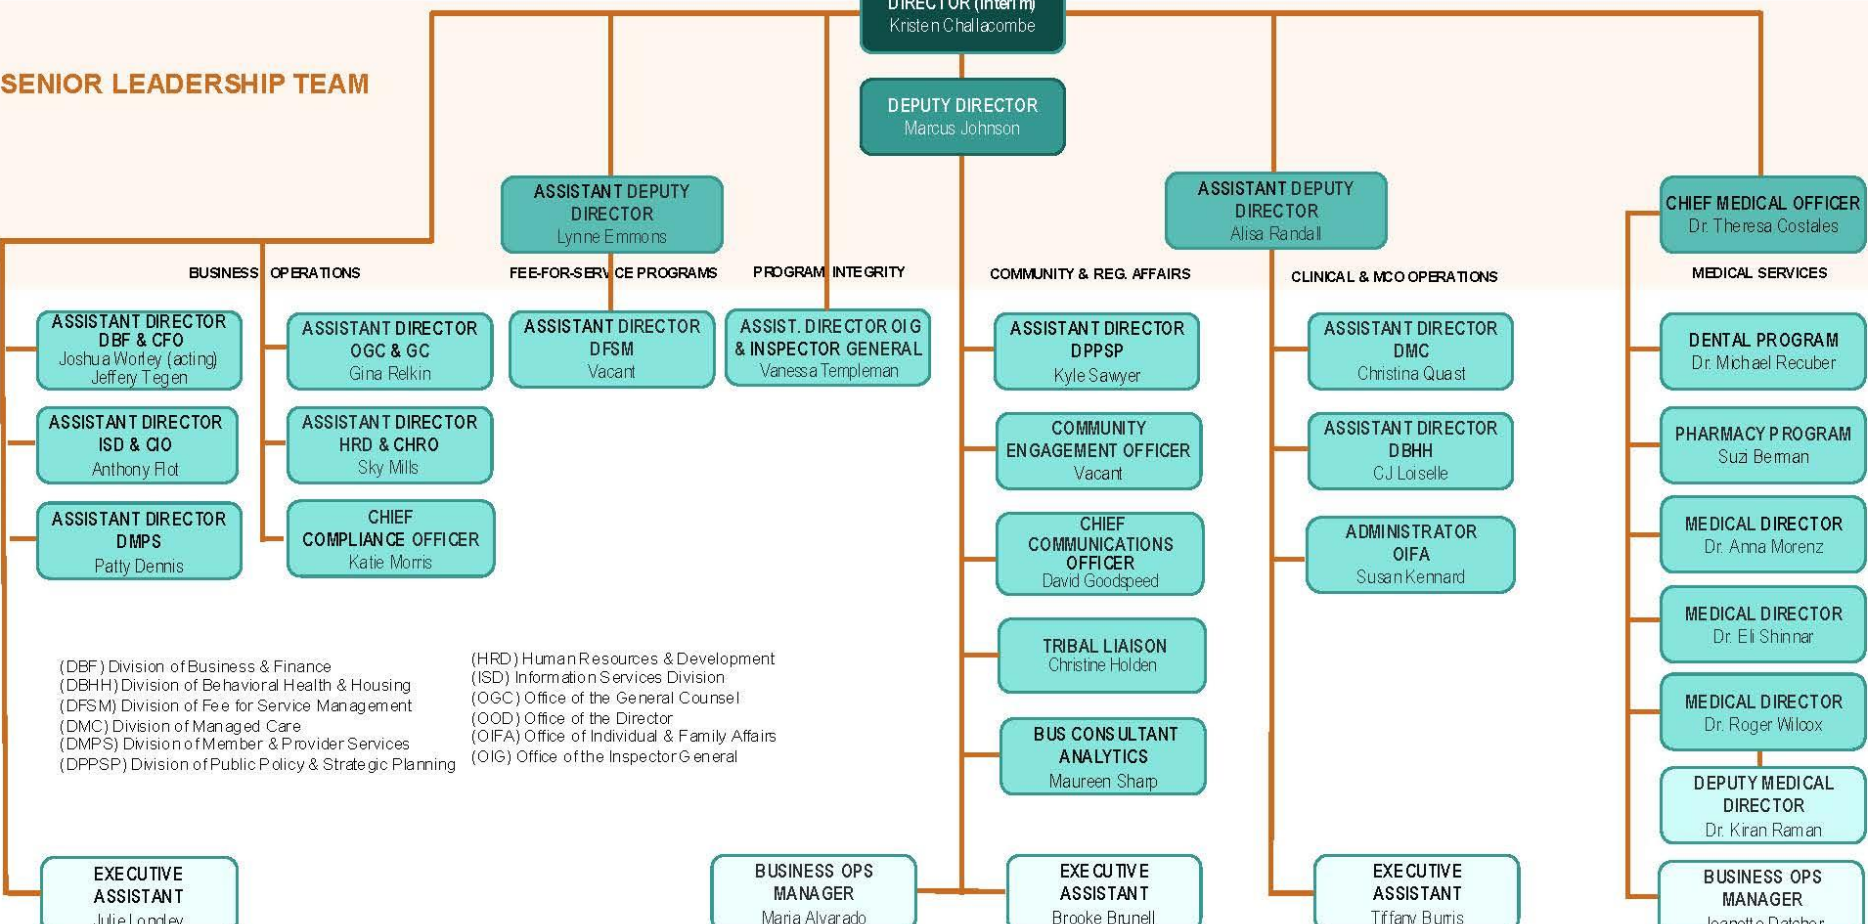 DIRECTOR (Interim)
Kristen Challacombe
SENIOR LEADERSHIP TEAM
DEPUTY DIRECTOR
Marcus Johnson
ASSISTANT DEPUTY
DIRECTOR
Lynne Emmons
ASSISTANT DEPUTY
DIRECTOR
Alisa Randall
CHIEF MEDICAL OFFICER
Dr. Theresa Costales
BUSINESS OPERATIONS
FEE-FOR-SERVICE PROGRAMS
PROGRAM INTEGRITY
COMMUNITY & REG. AFFAIRS
CLINICAL & MCO OPERATIONS
MEDICAL SERVICES
ASSISTANT DIRECTOR
DBF & CFO
Joshua Worley (acting)
Jeffery Tegen
ASSISTANT DIRECTOR
ISD & CIO
Anthony Flot
ASSISTANT DIRECTOR
DMPS
Patty Dennis
ASSISTANT DIRECTOR
OGC & GC
Gina Relkin
ASSISTANT DIRECTOR
HRD & CHRO
Sky Mills
CHIEF
COMPLIANCE OFFICER
Katie Morris
ASSISTANT DIRECTOR
DFSM
Vacant
ASSIST. DIRECTOR OIG
& INSPECTOR GENERAL
Vanessa Templeman
ASSISTANT DIRECTOR
DPPSP
Kyle Sawyer
COMMUNITY
ENGAGEMENT OFFICER
Vacant
CHIEF
COMMUNICATIONS
OFFICER
David Goodspeed
TRIBAL LIAISON
Christine Holden
BUS CONSULTANT
ANALYTICS
Maureen Sharp
ASSISTANT DIRECTOR
DMC
Christina Quast
ASSISTANT DIRECTOR
DBHH
CJ Loiselle
ADMINISTRATOR
OIFA
Susan Kennard
DENTAL PROGRAM
Dr. Michael Recuber
PHARMACY PROGRAM
Suzi Berman
MEDICAL DIRECTOR
Dr. Anna Morenz
MEDICAL DIRECTOR
Dr. Eli Shinnar
MEDICAL DIRECTOR
Dr. Roger Wilcox
DEPUTY MEDICAL
DIRECTOR
Dr. Kiran Raman
(DBF) Division of Business & Finance
(DBHH) Division of Behavioral Health & Housing
(DFSM) Division of Fee for Service Management
(DMC) Division of Managed Care
(DMPS) Division of Member & Provider Services
(DPPSP) Division of Public Policy & Strategic Planning
(HRD) Human Resources & Development
(ISD) Information Services Division
(OGC) Office of the General Counsel
(OOD) Office of the Director
(OIFA) Office of Individual & Family Affairs
(OIG) Office of the Inspector General
EXECUTIVE
ASSISTANT
Julie Longley
BUSINESS OPS
MANAGER
Maria Alvarado
EXECUTIVE
ASSISTANT
Brooke Brunell
EXECUTIVE
ASSISTANT
Tiffany Burris
BUSINESS OPS
MANAGER
Jeanette Datcher